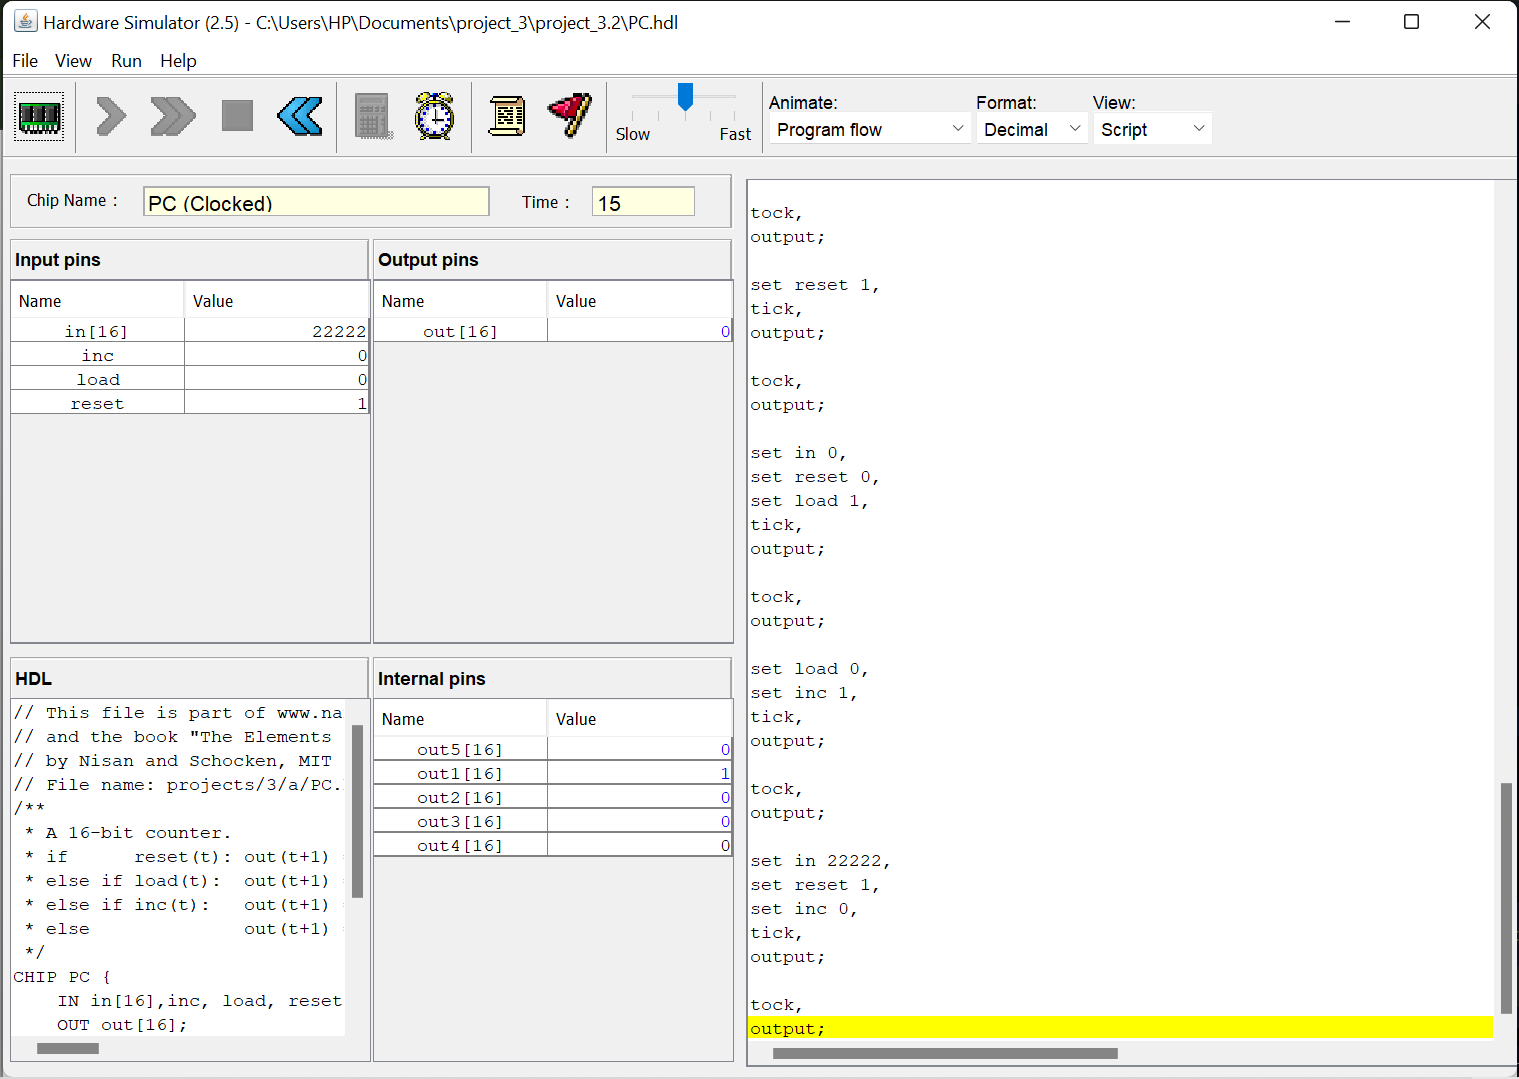 Hardware Simulator (2.5) - C:\Users\HP\Documents\project_3\project_3.2\PC.hdl
File View Run Help
Slow Fast
Animate: Format: View:
Program flow Decimal Script
Chip Name : PC (Clocked) Time : 15
Input pins
Name Value
in[16] 22222
inc 0
load 0
reset 1
Output pins
Name Value
out[16] 0
HDL
// This file is part of www.na
// and the book "The Elements
// by Nisan and Schocken, MIT
// File name: projects/3/a/PC.
/**
* A 16-bit counter.
* if reset(t): out(t+1)
* else if load(t): out(t+1)
* else if inc(t): out(t+1)
* else out(t+1)
*/
CHIP PC {
IN in[16],inc, load, reset
OUT out[16];
Internal pins
Name Value
out5[16] 0
out1[16] 1
out2[16] 0
out3[16] 0
out4[16] 0
tock,
output;
set reset 1,
tick,
output;
tock,
output;
set in 0,
set reset 0,
set load 1,
tick,
output;
tock,
output;
set load 0,
set inc 1,
tick,
output;
tock,
output;
set in 22222,
set reset 1,
set inc 0,
tick,
output;
tock,
output;